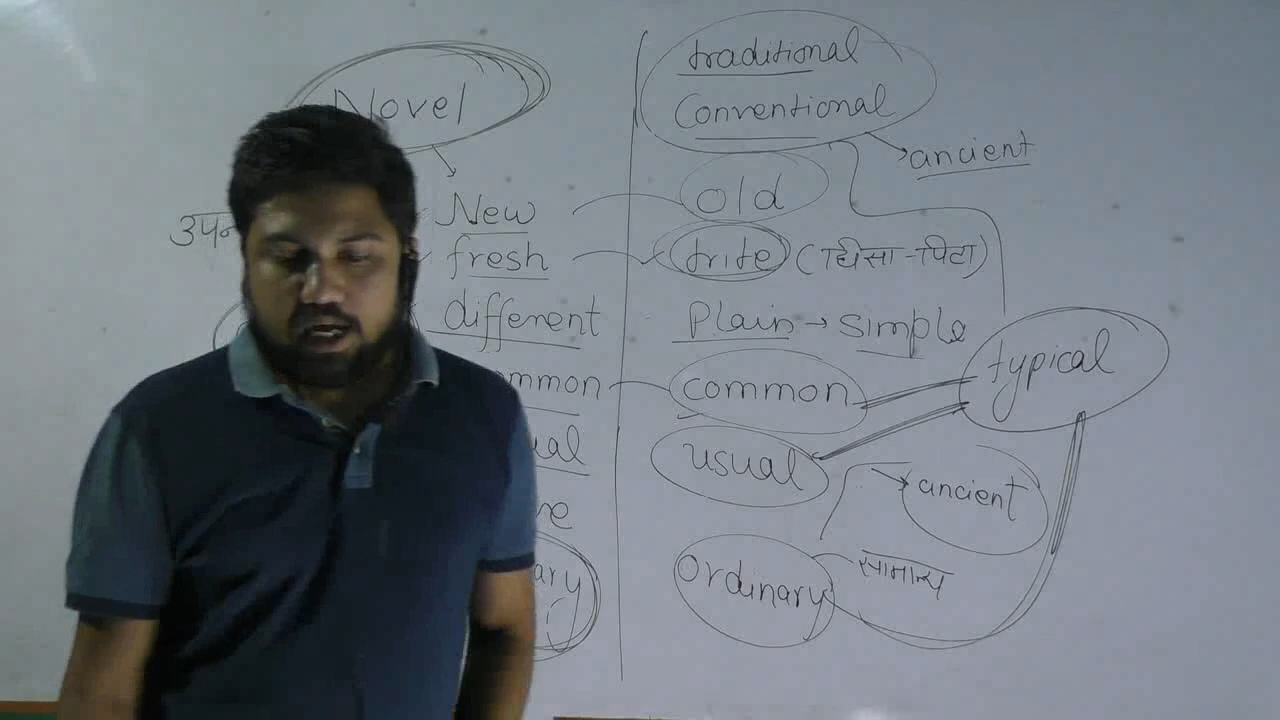 Novel
New
fresh
different
traditional
Conventional
ancient
old
trite (घिसा-पिटा)
Plain → simple
common
typical
usual
ancient
ordinary
सामान्य